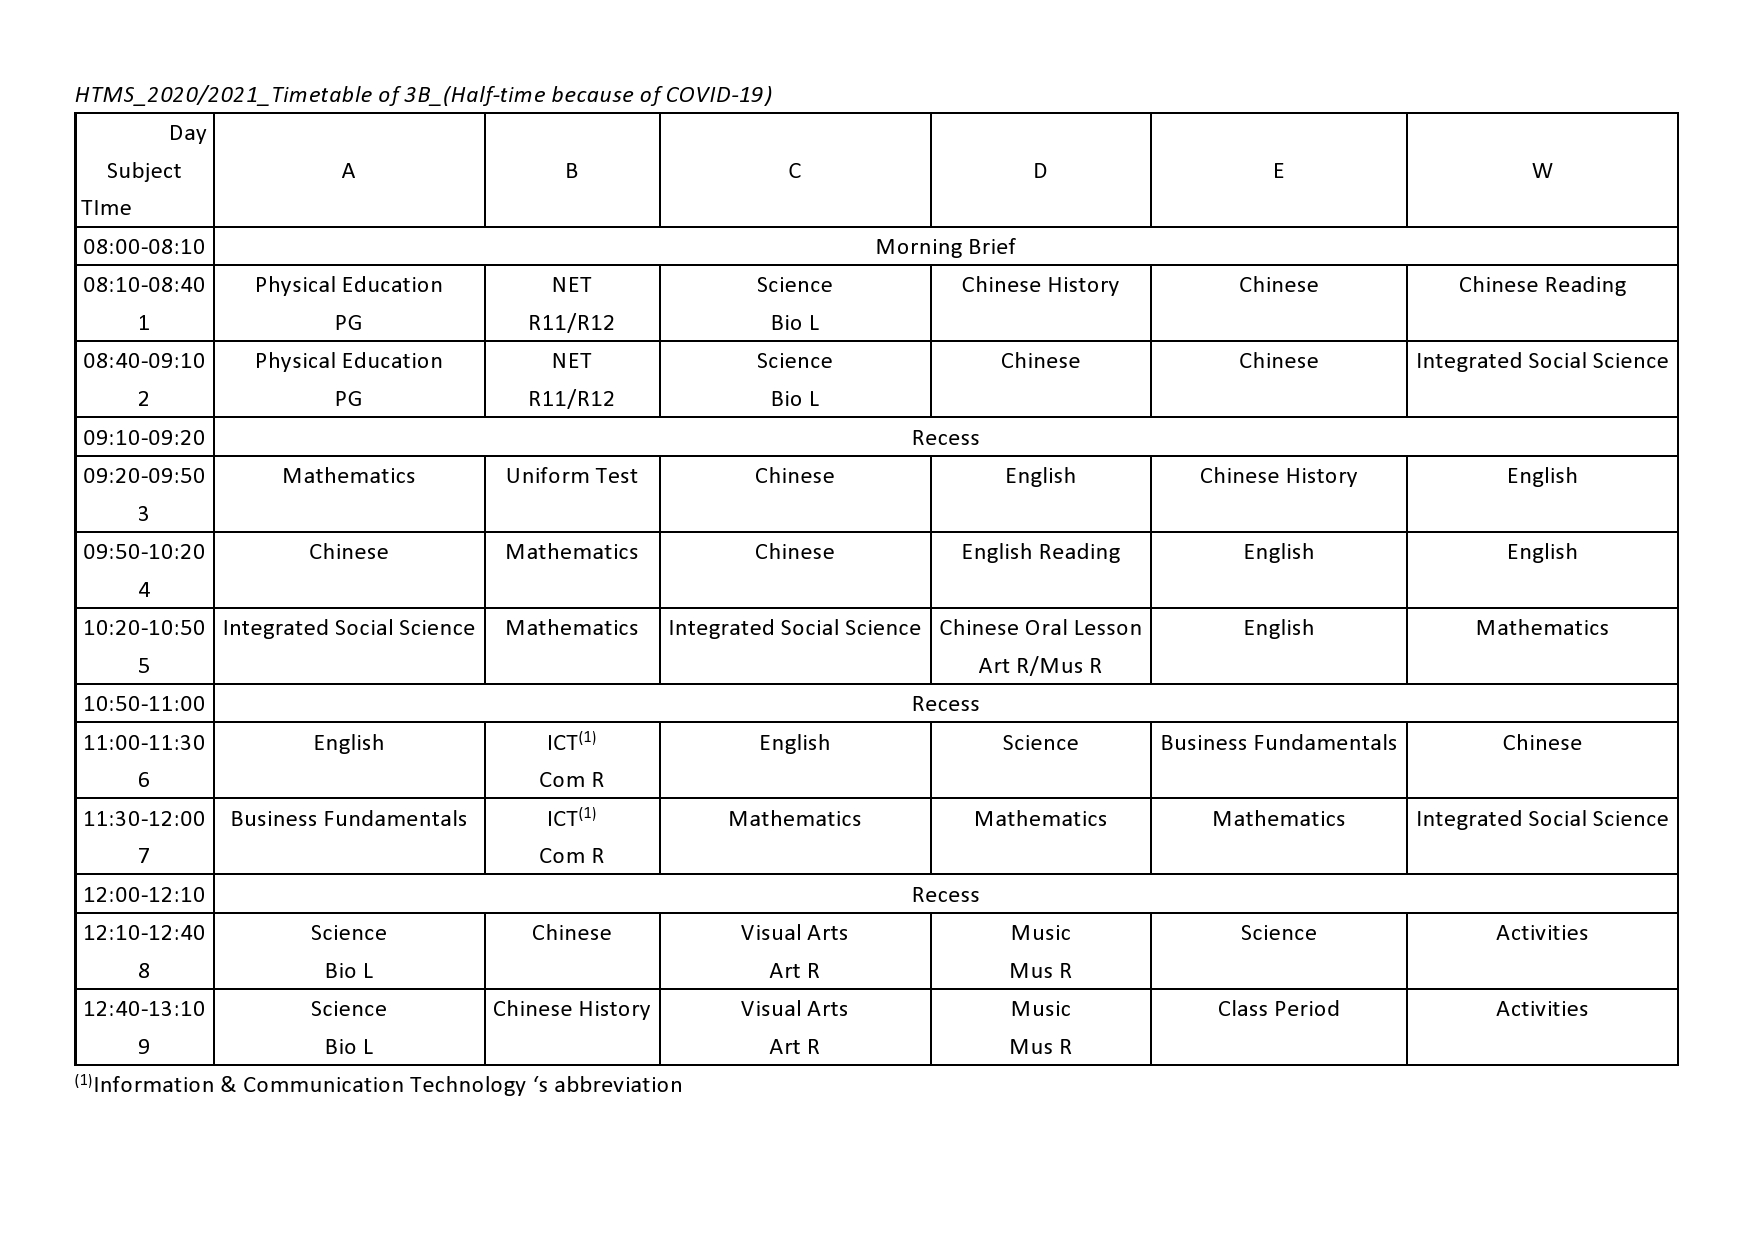 HTMS_2020/2021_Timetable of 3B_(Half-time because of COVID-19)
Day
Subject
TIme
A B C D E W
08:00-08:10 Morning Brief
08:10-08:40 Physical Education NET Science Chinese History Chinese Chinese Reading
1 PG R11/R12 Bio L
08:40-09:10 Physical Education NET Science Chinese Chinese Integrated Social Science
2 PG R11/R12 Bio L
09:10-09:20 Recess
09:20-09:50 Mathematics Uniform Test Chinese English Chinese History English
3
09:50-10:20 Chinese Mathematics Chinese English Reading English English
4
10:20-10:50 Integrated Social Science Mathematics Integrated Social Science Chinese Oral Lesson English Mathematics
5 Art R/Mus R
10:50-11:00 Recess
11:00-11:30 English ICT(1) English Science Business Fundamentals Chinese
6 Com R
11:30-12:00 Business Fundamentals ICT(1) Mathematics Mathematics Mathematics Integrated Social Science
7 Com R
12:00-12:10 Recess
12:10-12:40 Science Chinese Visual Arts Music Science Activities
8 Bio L Art R Mus R
12:40-13:10 Science Chinese History Visual Arts Music Class Period Activities
9 Bio L Art R Mus R
(1)Information & Communication Technology ‘s abbreviation